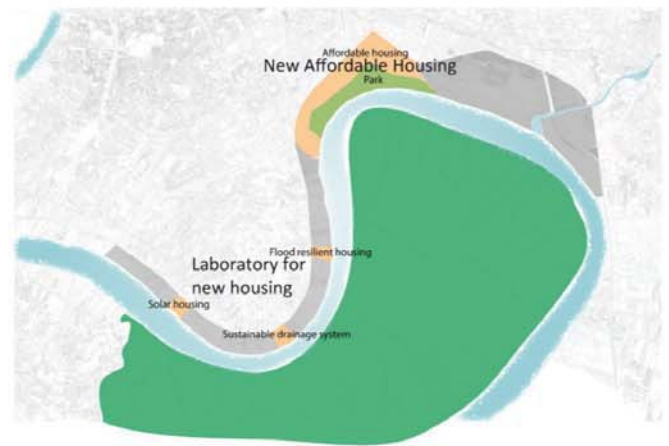 Affordable housing
New Affordable Housing
Park
Flood resilient housing
Laboratory for
new housing
Solar housing
Sustainable drainage system